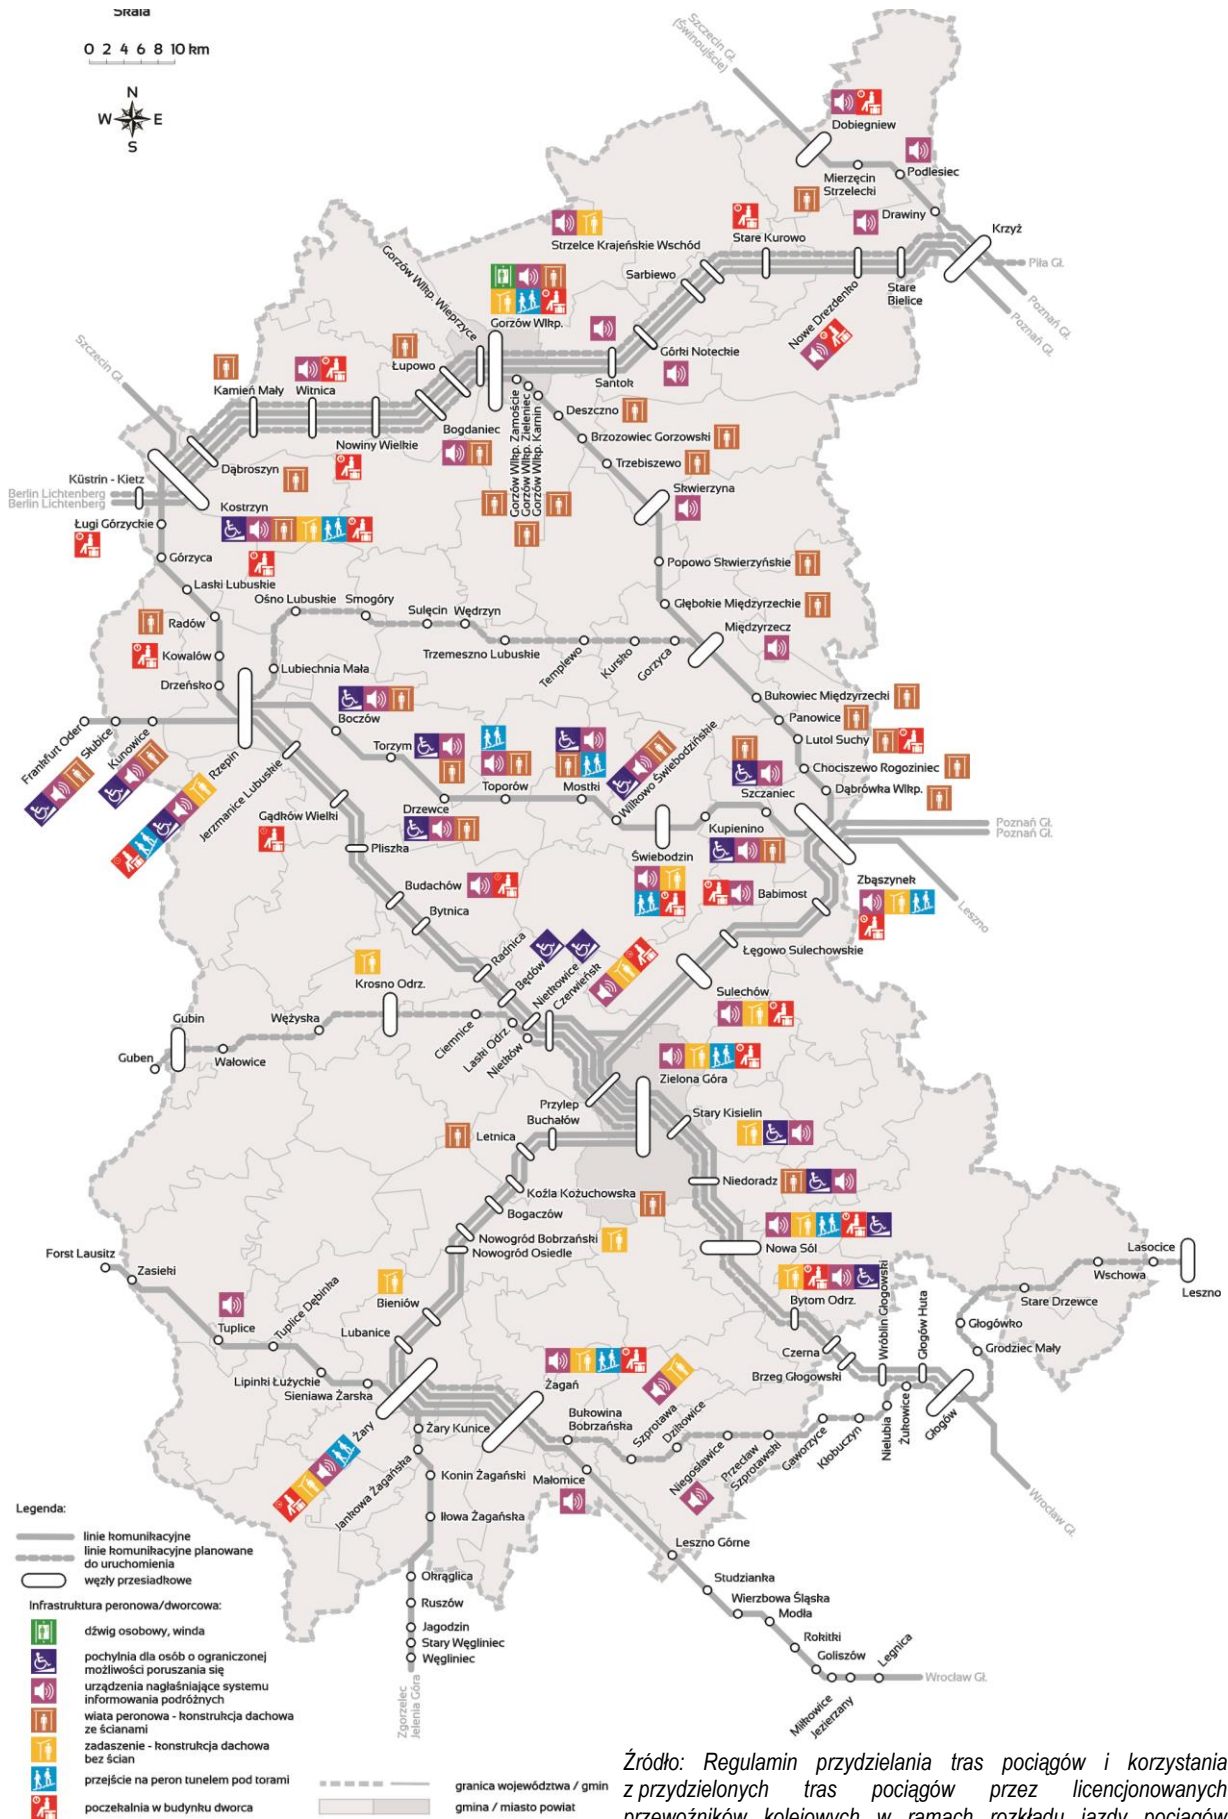 Skala
0 2 4 6 8 10 km
N
W E
S
Szczecin Gł.
(Świnoujście)
Dobiegniew
Mierzęcin
Strzelecki
Podlesiec
Drawiny
Krzyż
Piła Gł.
Poznań Gł.
Poznań Gł.
Strzelce Krajeńskie Wschód
Stare Kurowo
Sarbiewo
Nowe Drezdenko
Stare
Bielice
Gorzów Wlkp. Wieprzyce
Gorzów Wlkp.
Santok
Górki Noteckie
Szczecin Gł.
Kamień Mały
Witnica
Łupowo
Nowiny Wielkie
Bogdaniec
Gorzów Wlkp. Zamoście
Gorzów Wlkp. Zieleniec
Gorzów Wlkp. Karnin
Deszczno
Brzozowiec Gorzowski
Trzebiszewo
Skwierzyna
Dąbroszyn
Küstrin - Kietz
Berlin Lichtenberg
Berlin Lichtenberg
Kostrzyn
Ługi Górzyckie
Górzyca
Laski Lubuskie
Ośno Lubuskie
Smogóry
Sulęcin
Wędrzyn
Popowo Skwierzyńskie
Głębokie Międzyrzeckie
Międzyrzecz
Radów
Kowalów
Drzeńsko
Lubiechnia Mała
Trzemeszno Lubuskie
Templewo
Kursko
Gorzyca
Bukowiec Międzyrzecki
Panowice
Lutol Suchy
Chociszewo Rogoziniec
Dąbrówka Wlkp.
Frankfurt Oder
Słubice
Kunowice
Rzepin
Jerzmanice Lubuskie
Boczów
Torzym
Drzewce
Toporów
Mostki
Wilkowo Świebodzińskie
Świebodzin
Szczaniec
Kupienino
Poznań Gł.
Poznań Gł.
Zbąszynek
Leszno
Gądków Wielki
Pliszka
Budachów
Bytnica
Babimost
Łęgowo Sulechowskie
Radnica
Będów
Nietkowice
Czerwieńsk
Sulechów
Krosno Odrz.
Gubin
Wężyska
Guben
Wałowice
Ciemnice
Laski Odrz.
Nietków
Zielona Góra
Przylep
Buchałów
Stary Kisielin
Letnica
Niedoradz
Koźla Kożuchowska
Bogaczów
Nowogród Bobrzański
Nowogród Osiedle
Nowa Sól
Forst Lausitz
Zasieki
Tuplice
Tuplice Dębinka
Bieniów
Lubanice
Bytom Odrz.
Wróblin Głogowski
Głogów Huta
Lasocice
Wschowa
Leszno
Stare Drzewce
Głogówko
Grodziec Mały
Czerna
Brzeg Głogowski
Lipinki Łużyckie
Sieniawa Żarska
Żagań
Bukowina
Bobrzańska
Szprotawa
Dzikowice
Niegosławice
Przecław
Szprotawski
Gaworzyce
Kłobuczyn
Nielubia
Żukowice
Głogów
Żary
Żary Kunice
Jankowa Żagańska
Konin Żagański
Małomice
Iłowa Żagańska
Wrocław Gł.
Leszno Górne
Okrąglica
Ruszów
Jagodzin
Stary Węgliniec
Węgliniec
Zgorzelec
Jelenia Góra
Studzianka
Wierzbowa Śląska
Modła
Rokitki
Goliszów
Legnica
Wrocław Gł.
Miłkowice
Jezierzany
Legenda:
linie komunikacyjne
linie komunikacyjne planowane
do uruchomienia
węzły przesiadkowe
Infrastruktura peronowa/dworcowa:
dźwig osobowy, winda
pochylnia dla osób o ograniczonej
możliwości poruszania się
urządzenia nagłaśniające systemu
informowania podróżnych
wiata peronowa - konstrukcja dachowa
ze ścianami
zadaszenie - konstrukcja dachowa
bez ścian
przejście na peron tunelem pod torami
poczekalnia w budynku dworca
granica województwa / gmin
gmina / miasto powiat
Źródło: Regulamin przydzielania tras pociągów i korzystania
z przydzielonych tras pociągów przez licencjonowanych
przewoźników kolejowych w ramach rozkładu jazdy pociągów